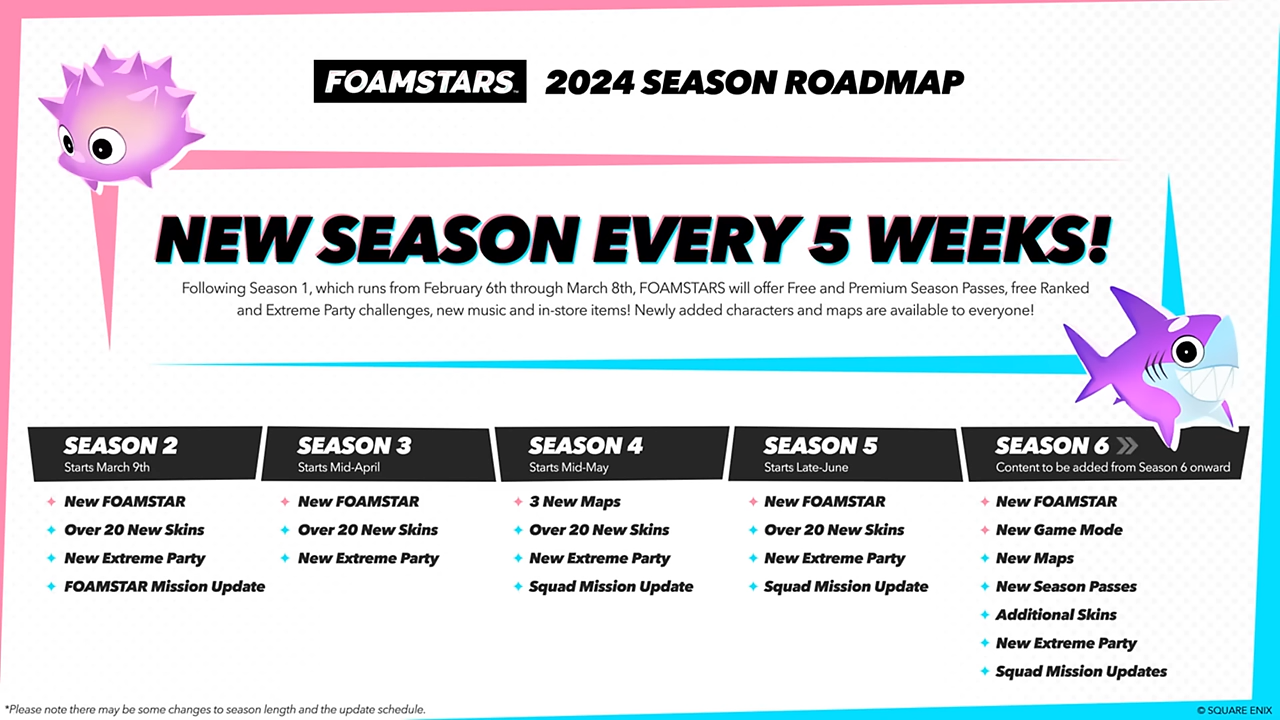 FOAMSTARS™ 2024 SEASON ROADMAP
NEW SEASON EVERY 5 WEEKS!
Following Season 1, which runs from February 6th through March 8th, FOAMSTARS will offer Free and Premium Season Passes, free Ranked
and Extreme Party challenges, new music and in-store items! Newly added characters and maps are available to everyone!
SEASON 2
Starts March 9th
New FOAMSTAR
Over 20 New Skins
New Extreme Party
FOAMSTAR Mission Update
SEASON 3
Starts Mid-April
New FOAMSTAR
Over 20 New Skins
New Extreme Party
SEASON 4
Starts Mid-May
3 New Maps
Over 20 New Skins
New Extreme Party
Squad Mission Update
SEASON 5
Starts Late-June
New FOAMSTAR
Over 20 New Skins
New Extreme Party
Squad Mission Update
SEASON 6
Content to be added from Season 6 onward
New FOAMSTAR
New Game Mode
New Maps
New Season Passes
Additional Skins
New Extreme Party
Squad Mission Updates
*Please note there may be some changes to season length and the update schedule.
© SQUARE ENIX